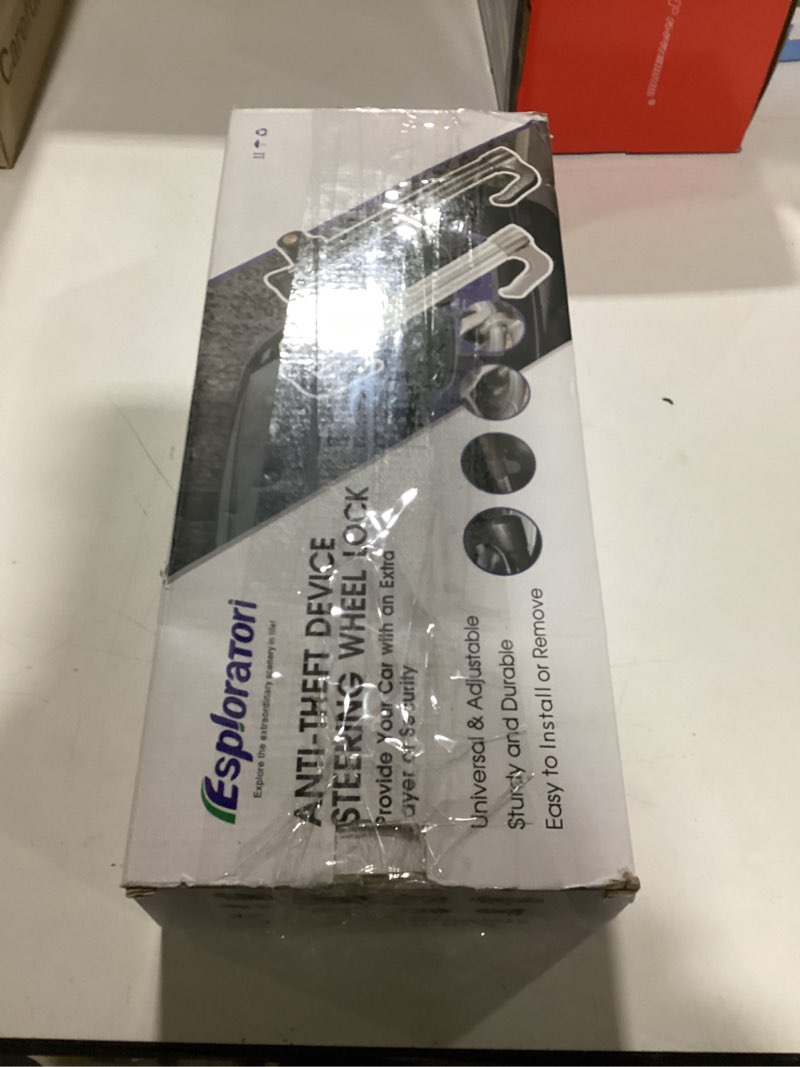 Esploratori
Explore the extraordinary scenery in life!
ANTI-THEFT DEVICE
STEERING WHEEL LOCK
Provide Your Car with an Extra
Layer of Security
Universal & Adjustable
Sturdy and Durable
Easy to Install or Remove
Careful